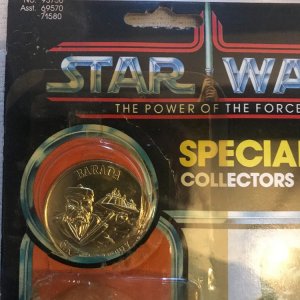 Asst. 69570
71580
STAR WA
THE POWER OF THE FORCE
SPECIAL
COLLECTORS
BARADA